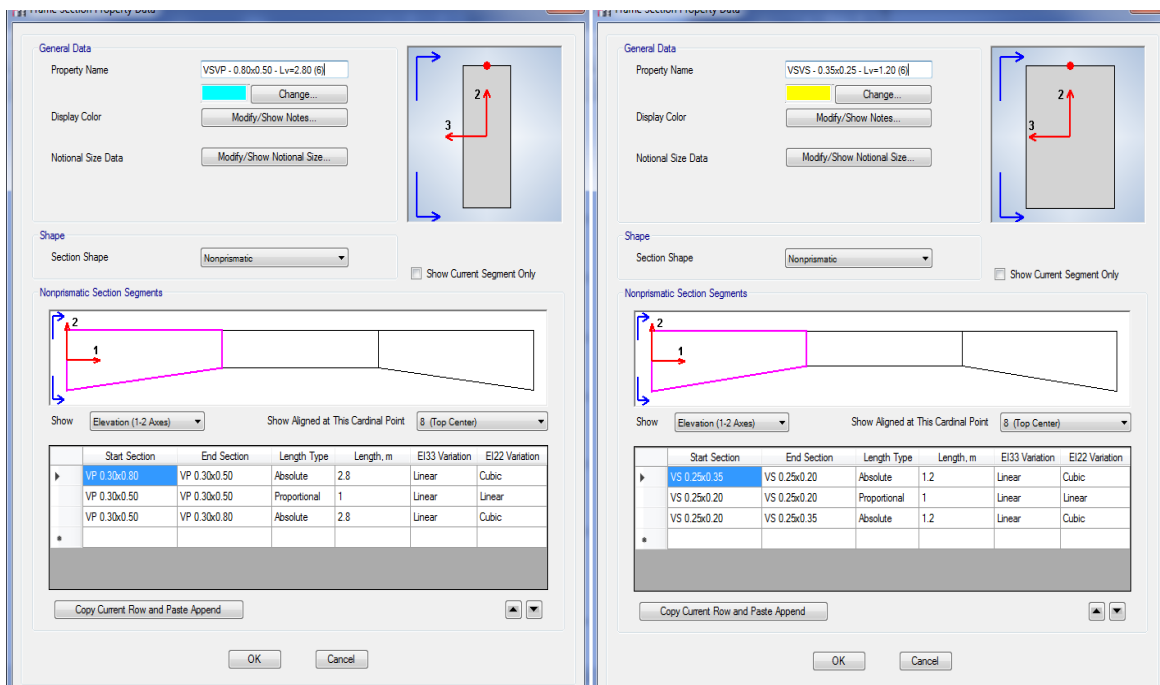 Frame Section Property Data
General Data
Property Name
VSVP - 0.80x0.50 - Lv=2.80 (6)
Change...
Display Color
Modify/Show Notes...
Notional Size Data
Modify/Show Notional Size...
2
3
Shape
Section Shape
Nonprismatic
Show Current Segment Only
Nonprismatic Section Segments
2
1
Show
Elevation (1-2 Axes)
Show Aligned at This Cardinal Point
8 (Top Center)
Start Section End Section Length Type Length, m EI33 Variation EI22 Variation
VP 0.30x0.80 VP 0.30x0.50 Absolute 2.8 Linear Cubic
VP 0.30x0.50 VP 0.30x0.50 Proportional 1 Linear Linear
VP 0.30x0.50 VP 0.30x0.80 Absolute 2.8 Linear Cubic
*
Copy Current Row and Paste Append
OK Cancel
Frame Section Property Data
General Data
Property Name
VSVS - 0.35x0.25 - Lv=1.20 (6)
Change...
Display Color
Modify/Show Notes...
Notional Size Data
Modify/Show Notional Size...
2
3
Shape
Section Shape
Nonprismatic
Show Current Segment Only
Nonprismatic Section Segments
2
1
Show
Elevation (1-2 Axes)
Show Aligned at This Cardinal Point
8 (Top Center)
Start Section End Section Length Type Length, m EI33 Variation EI22 Variation
VS 0.25x0.35 VS 0.25x0.20 Absolute 1.2 Linear Cubic
VS 0.25x0.20 VS 0.25x0.20 Proportional 1 Linear Linear
VS 0.25x0.20 VS 0.25x0.35 Absolute 1.2 Linear Cubic
*
Copy Current Row and Paste Append
OK Cancel